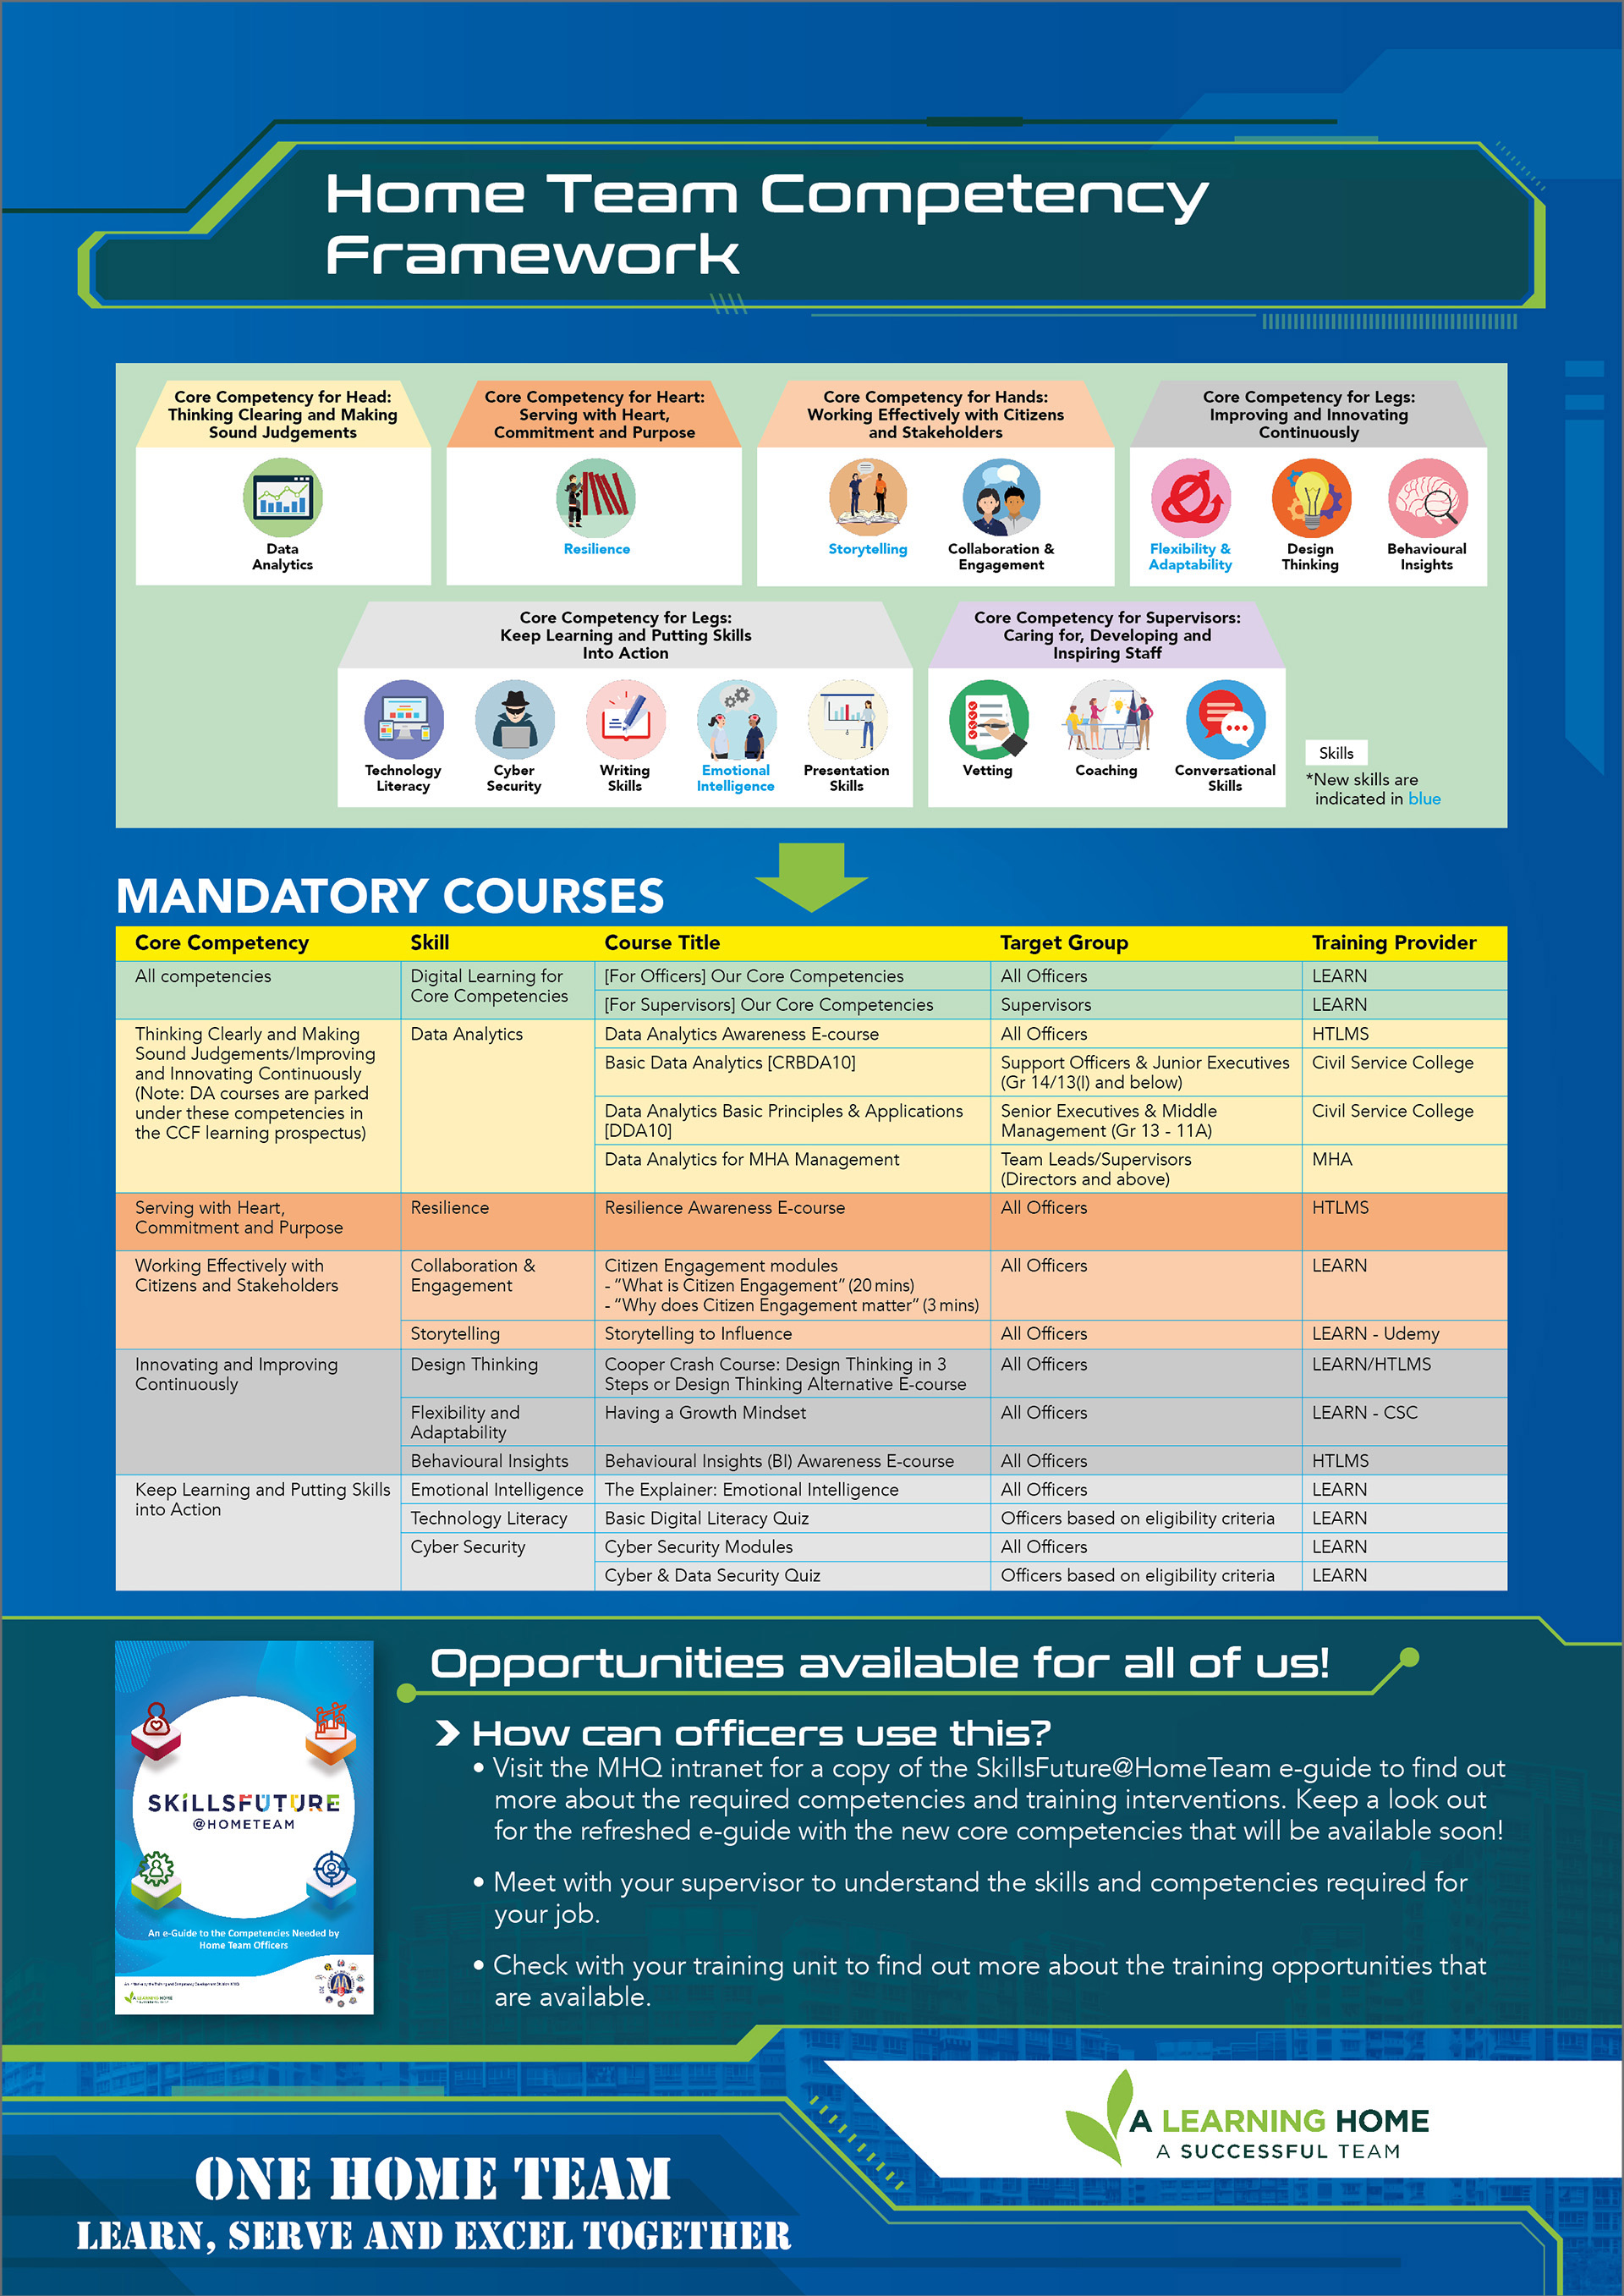 Home Team Competency
Framework
Core Competency for Head:
Thinking Clearing and Making
Sound Judgements
Data
Analytics
Core Competency for Heart:
Serving with Heart,
Commitment and Purpose
Resilience
Core Competency for Hands:
Working Effectively with Citizens
and Stakeholders
Storytelling
Collaboration &
Engagement
Core Competency for Legs:
Improving and Innovating
Continuously
Flexibility &
Adaptability
Design
Thinking
Behavioural
Insights
Core Competency for Legs:
Keep Learning and Putting Skills
Into Action
Technology
Literacy
Cyber
Security
Writing
Skills
Emotional
Intelligence
Presentation
Skills
Core Competency for Supervisors:
Caring for, Developing and
Inspiring Staff
Vetting
Coaching
Conversational
Skills
Skills
*New skills are
indicated in blue
MANDATORY COURSES
Core Competency Skill Course Title Target Group Training Provider
All competencies
Digital Learning for
Core Competencies
[For Officers] Our Core Competencies
All Officers
LEARN
[For Supervisors] Our Core Competencies
Supervisors
LEARN
Thinking Clearly and Making
Sound Judgements/Improving
and Innovating Continuously
(Note: DA courses are parked
under these competencies in
the CCF learning prospectus)
Data Analytics
Data Analytics Awareness E-course
All Officers
HTLMS
Basic Data Analytics [CRBDA10]
Support Officers & Junior Executives
(Gr 14/13(I) and below)
Civil Service College
Data Analytics Basic Principles & Applications
[DDA10]
Senior Executives & Middle
Management (Gr 13 - 11A)
Civil Service College
Data Analytics for MHA Management
Team Leads/Supervisors
(Directors and above)
MHA
Serving with Heart,
Commitment and Purpose
Resilience
Resilience Awareness E-course
All Officers
HTLMS
Working Effectively with
Citizens and Stakeholders
Collaboration &
Engagement
Citizen Engagement modules
- "What is Citizen Engagement" (20 mins)
- "Why does Citizen Engagement matter" (3 mins)
All Officers
LEARN
Storytelling
Storytelling to Influence
All Officers
LEARN - Udemy
Innovating and Improving
Continuously
Design Thinking
Cooper Crash Course: Design Thinking in 3
Steps or Design Thinking Alternative E-course
All Officers
LEARN/HTLMS
Flexibility and
Adaptability
Having a Growth Mindset
All Officers
LEARN - CSC
Behavioural Insights
Behavioural Insights (BI) Awareness E-course
All Officers
HTLMS
Keep Learning and Putting Skills
into Action
Emotional Intelligence
The Explainer: Emotional Intelligence
All Officers
LEARN
Technology Literacy
Basic Digital Literacy Quiz
Officers based on eligibility criteria
LEARN
Cyber Security
Cyber Security Modules
All Officers
LEARN
Cyber & Data Security Quiz
Officers based on eligibility criteria
LEARN
SKILLSFUTURE
@HOMETEAM
An e-Guide to the Competencies Needed by
Home Team Officers
A LEARNING HOME
Opportunities available for all of us!
How can officers use this?
• Visit the MHQ intranet for a copy of the SkillsFuture@HomeTeam e-guide to find out
more about the required competencies and training interventions. Keep a look out
for the refreshed e-guide with the new core competencies that will be available soon!
• Meet with your supervisor to understand the skills and competencies required for
your job.
• Check with your training unit to find out more about the training opportunities that
are available.
A LEARNING HOME
A SUCCESSFUL TEAM
ONE HOME TEAM
LEARN, SERVE AND EXCEL TOGETHER